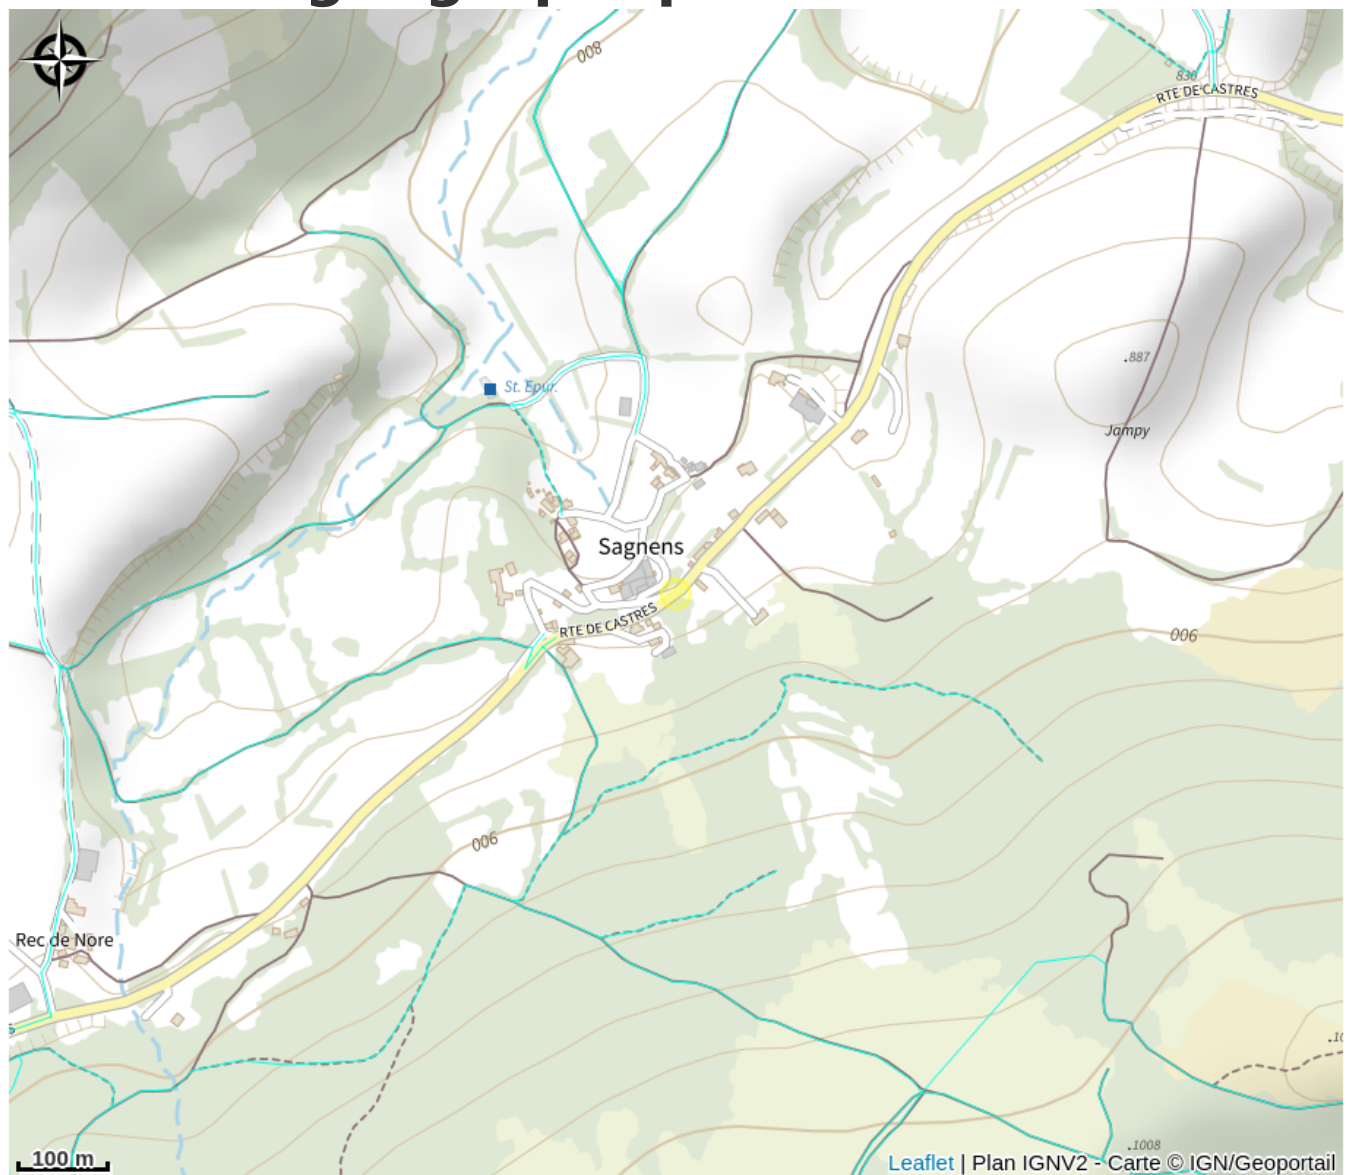 008
830
RTE DE CASTRES
St. Epur.
.887
Jampy
Sagnens
RTE DE CASTRES
006
006
Rec de Nore
.1008
100 m
Leaflet | Plan IGNV2 - Carte © IGN/Geoportail